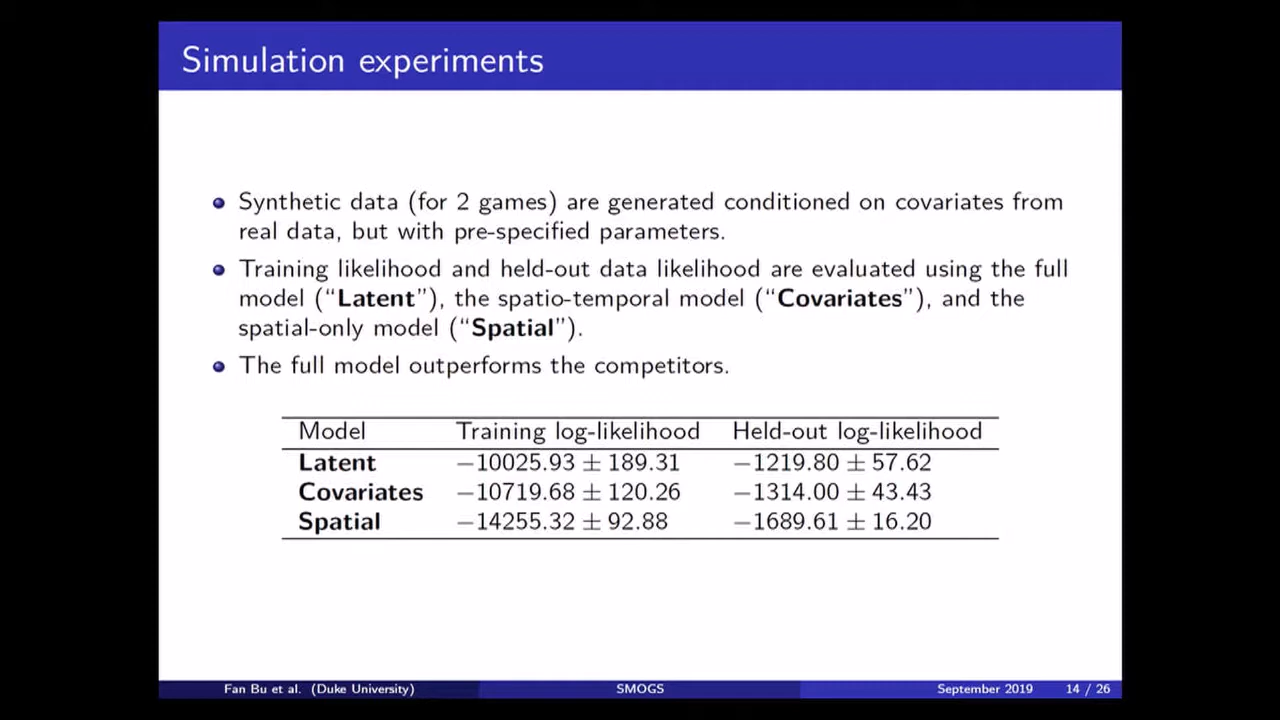 Simulation experiments
Synthetic data (for 2 games) are generated conditioned on covariates from
real data, but with pre-specified parameters.
Training likelihood and held-out data likelihood are evaluated using the full
model (“Latent”), the spatio-temporal model (“Covariates”), and the
spatial-only model (“Spatial”).
The full model outperforms the competitors.
Model Training log-likelihood Held-out log-likelihood
Latent −10025.93 ± 189.31 −1219.80 ± 57.62
Covariates −10719.68 ± 120.26 −1314.00 ± 43.43
Spatial −14255.32 ± 92.88 −1689.61 ± 16.20
Fan Bu et al. (Duke University) SMOGS September 2019 14 / 26